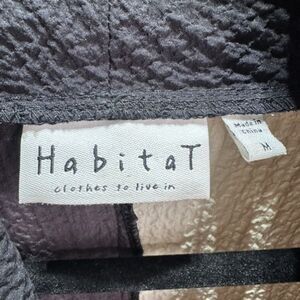 HabitaT
clothes to live in
Made in
China
M